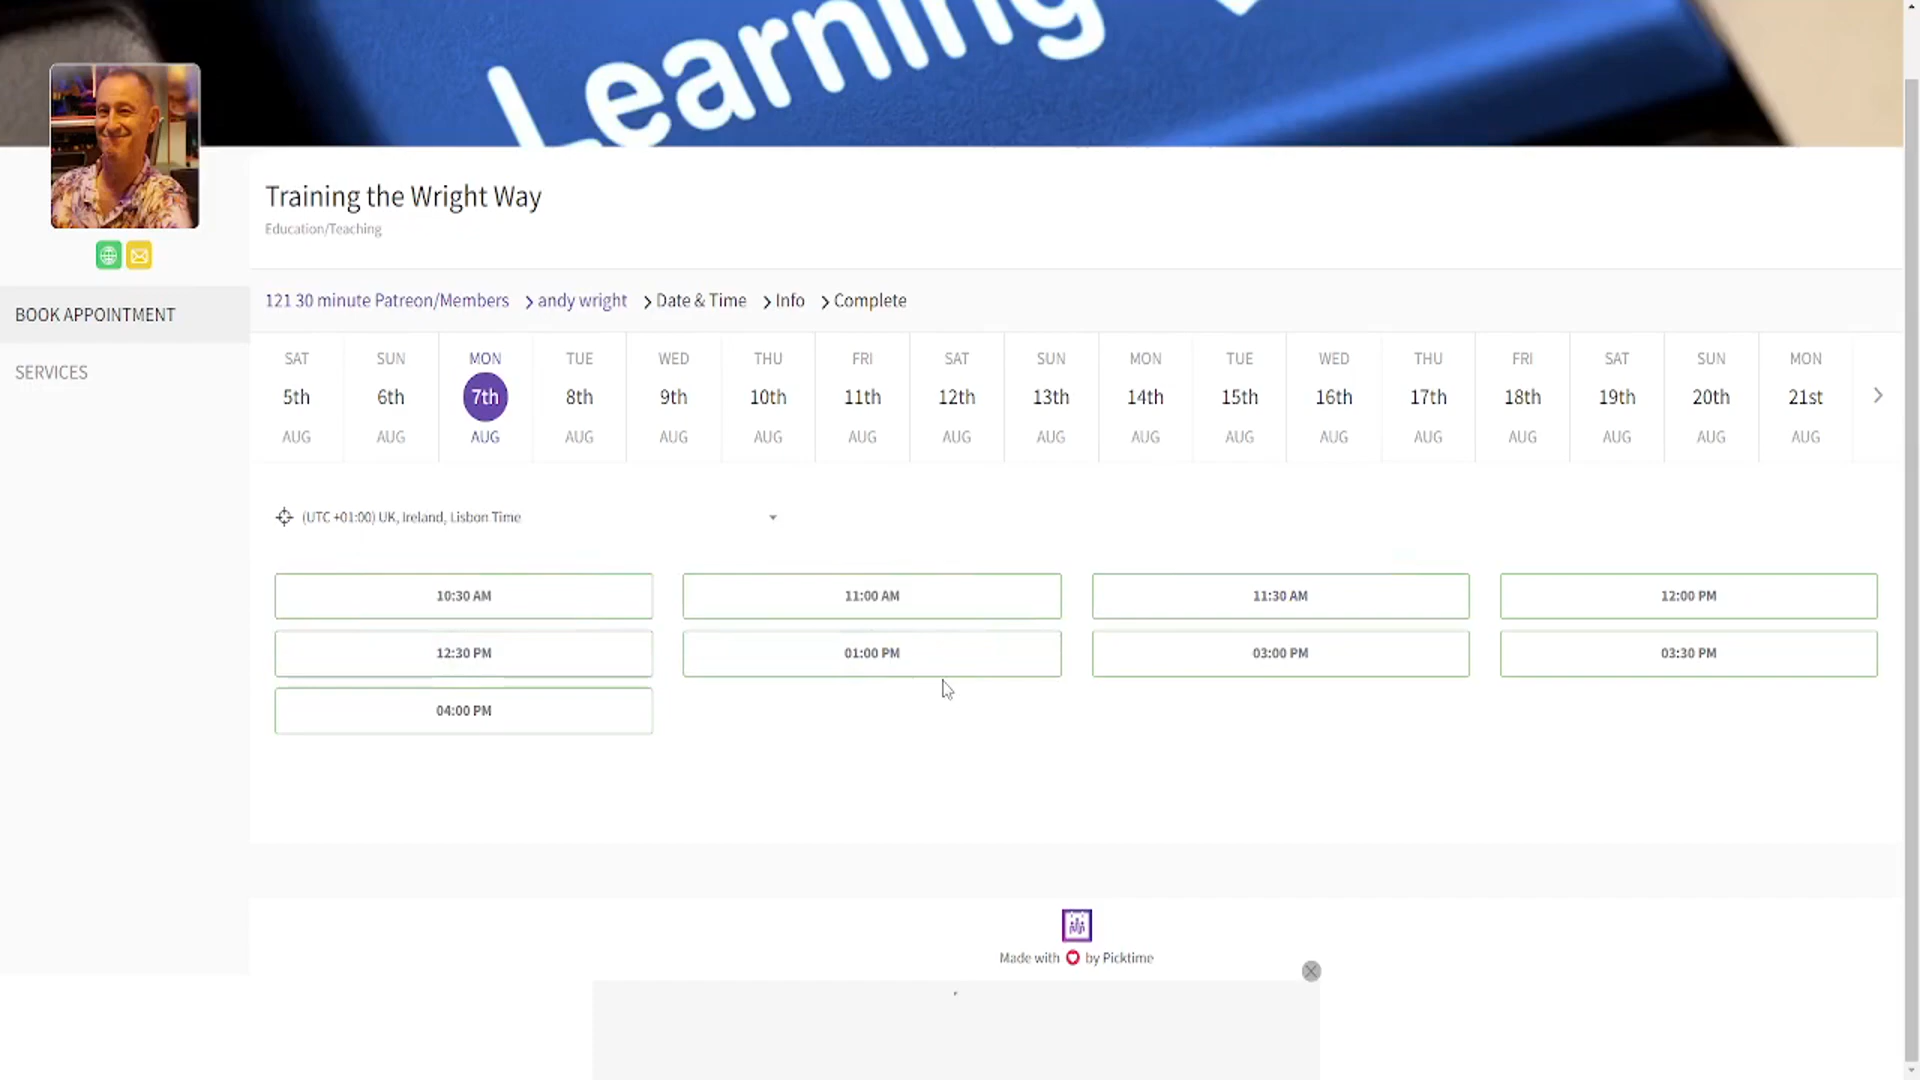 Learning
Training the Wright Way
Education/Teaching
BOOK APPOINTMENT
SERVICES
121 30 minute Patreon/Members > andy wright > Date & Time > Info > Complete
SAT SUN MON TUE WED THU FRI SAT SUN MON TUE WED THU FRI SAT SUN MON
5th 6th 7th 8th 9th 10th 11th 12th 13th 14th 15th 16th 17th 18th 19th 20th 21st
AUG AUG AUG AUG AUG AUG AUG AUG AUG AUG AUG AUG AUG AUG AUG AUG AUG
(UTC +01:00) UK, Ireland, Lisbon Time
10:30 AM 11:00 AM 11:30 AM 12:00 PM
12:30 PM 01:00 PM 03:00 PM 03:30 PM
04:00 PM
Made with by Picktime